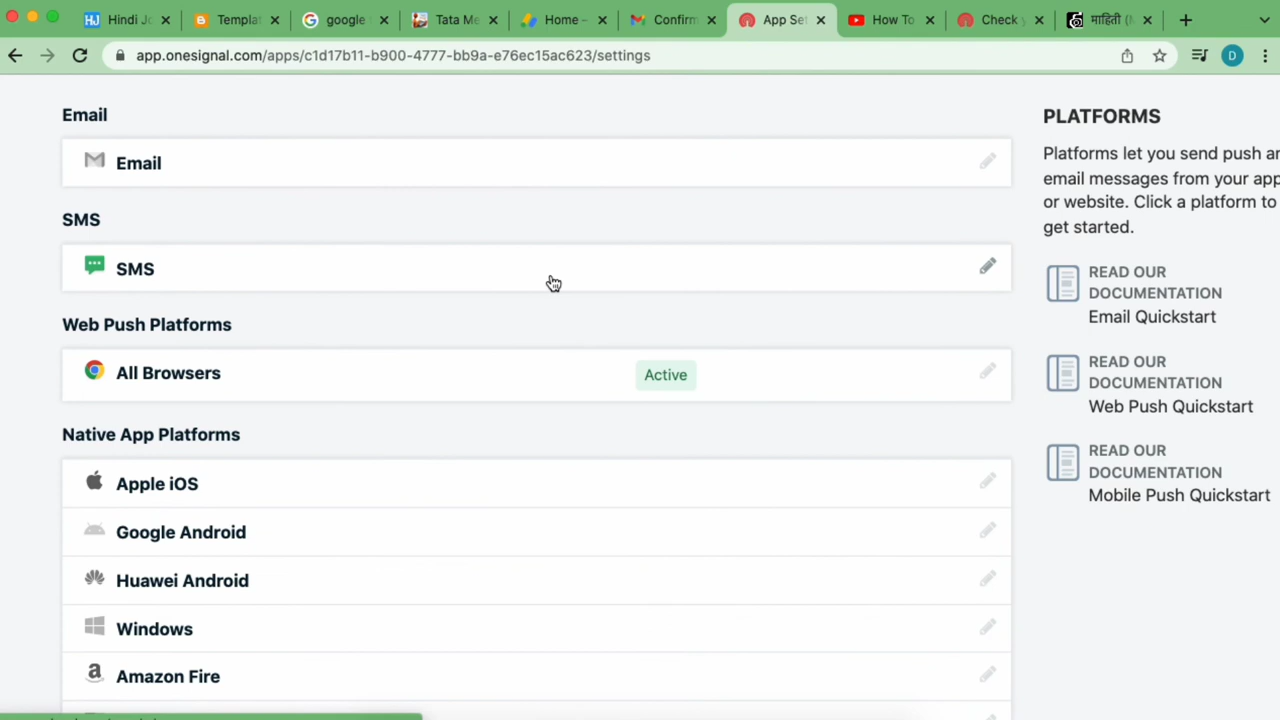 Hindi Jo
Templat
google
Tata Me
Home –
Confirm
App Set
How To
Check y
माहिती (
app.onesignal.com/apps/c1d17b11-b900-4777-bb9a-e76ec15ac623/settings
D
Email
Email
SMS
SMS
Web Push Platforms
All Browsers
Active
Native App Platforms
Apple iOS
Google Android
Huawei Android
Windows
Amazon Fire
PLATFORMS
Platforms let you send push an
email messages from your app
or website. Click a platform to
get started.
READ OUR
DOCUMENTATION
Email Quickstart
READ OUR
DOCUMENTATION
Web Push Quickstart
READ OUR
DOCUMENTATION
Mobile Push Quickstart